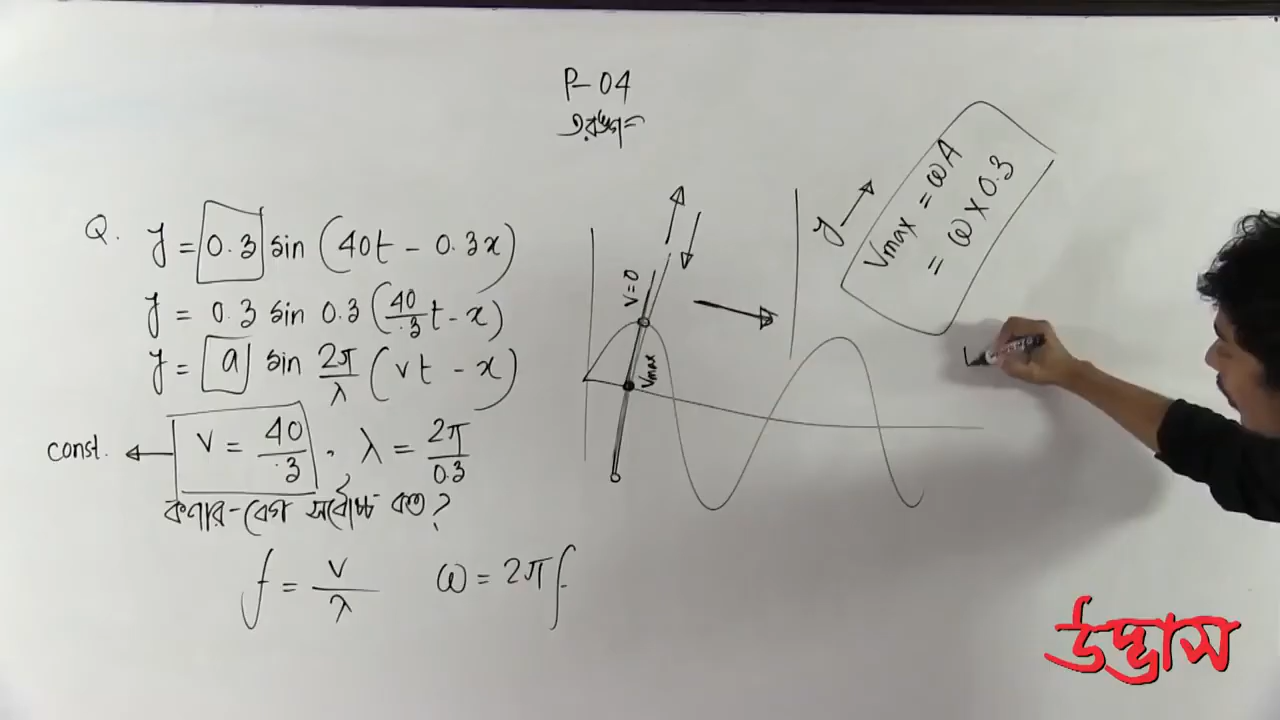 P-04
তরঙ্গ
Q. y = 0.3 sin (40t - 0.3x)
y = 0.3 sin 0.3 (40/.3 t - x)
y = a sin 2π/λ (vt - x)
const. ← v = 40/.3 . λ = 2π/0.3
কণার বেগ সর্বোচ্চ কত?
f = v/λ ω = 2πf
v=0
Vmax
y →
Vmax = ωA
= ω × 0.3
উদ্ভাস